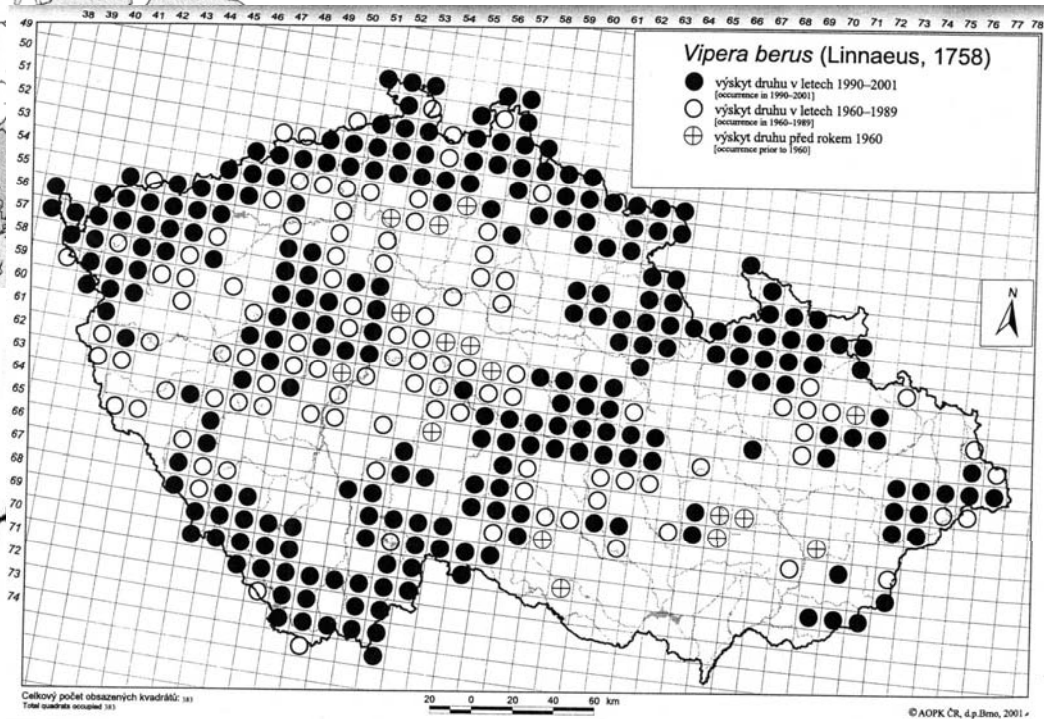 38 39 40 41 42 43 44 45 46 47 48 49 50 51 52 53 54 55 56 57 58 59 60 61 62 63 64 65 66 67 68 69 70 71 72 73 74 75 76 77 78
49
50
51
52
53
54
55
56
57
58
59
60
61
62
63
64
65
66
67
68
69
70
71
72
73
74
Vipera berus (Linnaeus, 1758)
výskyt druhu v letech 1990–2001
[occurrence in 1990–2001]
výskyt druhu v letech 1960–1989
[occurrence in 1960–1989]
výskyt druhu před rokem 1960
[occurrence prior to 1960]
N
Celkový počet obsazených kvadrátů: 383
Total quadrats occupied 383
20 0 20 40 60 km
© AOPK ČR, d.p.Brno, 2001